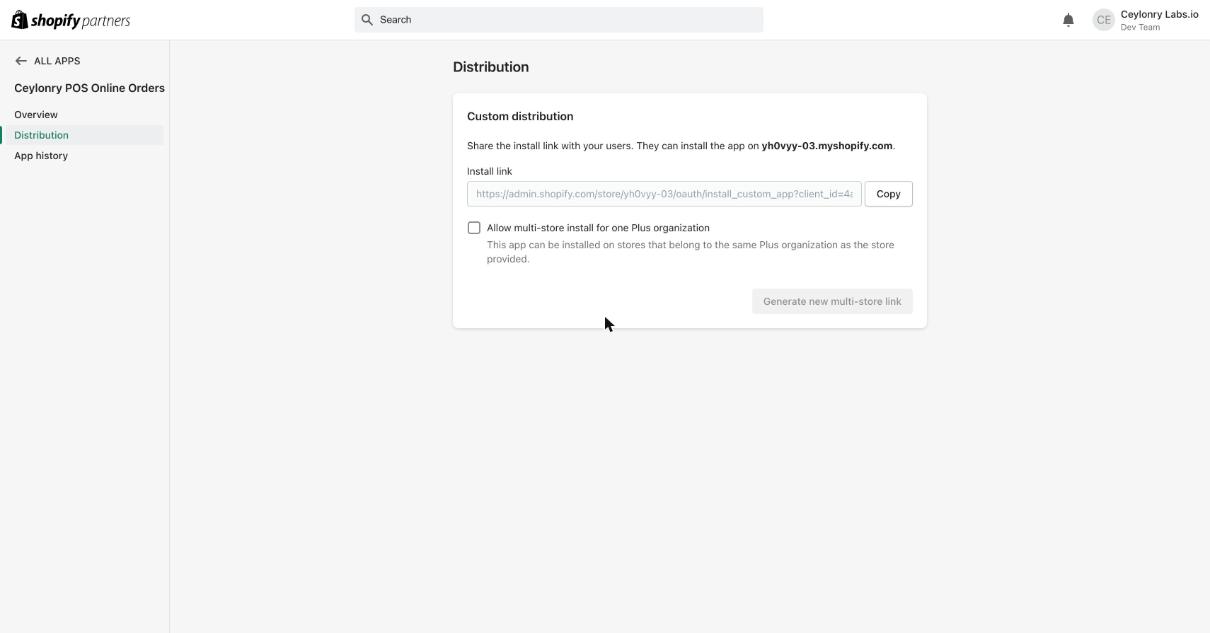 shopify partners
Search
CE
Ceylonry Labs.io
Dev Team
ALL APPS
Ceylonry POS Online Orders
Overview
Distribution
App history
Distribution
Custom distribution
Share the install link with your users. They can install the app on yh0vyy-03.myshopify.com.
Install link
https://admin.shopify.com/store/yh0vyy-03/oauth/install_custom_app?client_id=4
Copy
Allow multi-store install for one Plus organization
This app can be installed on stores that belong to the same Plus organization as the store
provided.
Generate new multi-store link